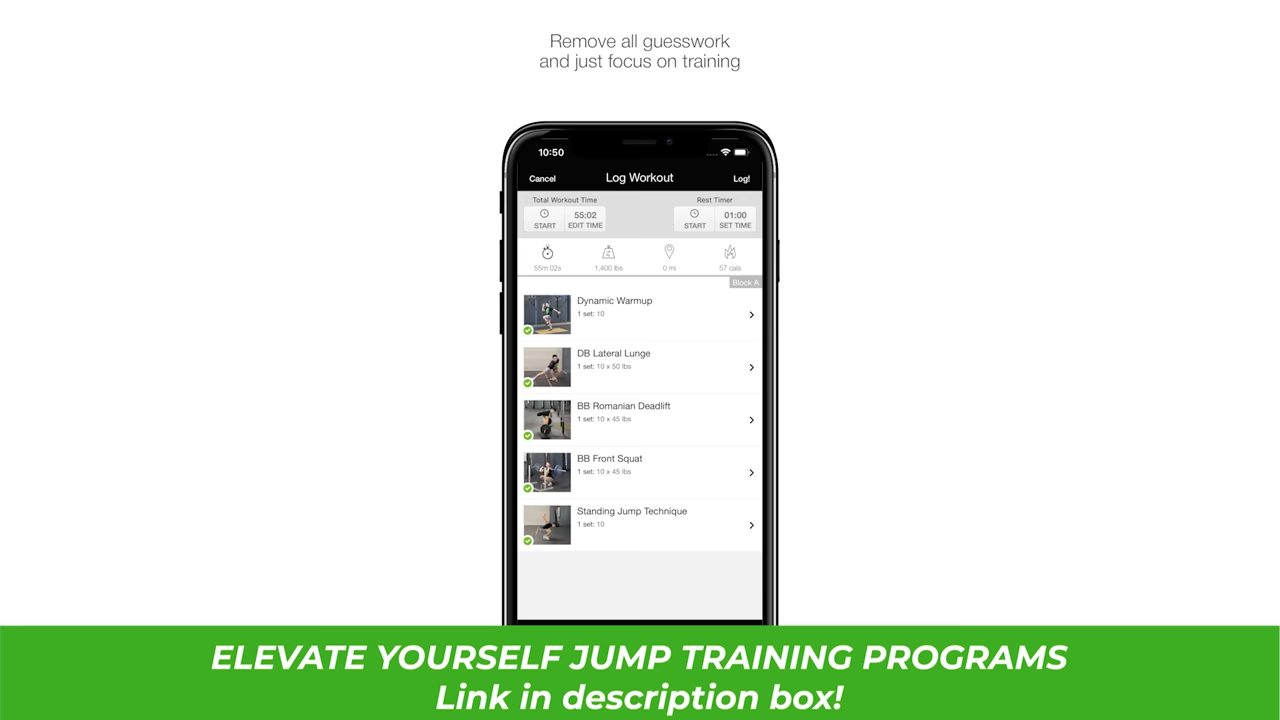 Remove all guesswork
and just focus on training
10:50
Cancel Log Workout Log!
Total Workout Time Rest Timer
START 55:02 EDIT TIME START 01:00 SET TIME
55m 02s 1,400 lbs 0 mi 57 cals
Block A
Dynamic Warmup
1 set: 10
DB Lateral Lunge
1 set: 10 x 50 lbs
BB Romanian Deadlift
1 set: 10 x 45 lbs
BB Front Squat
1 set: 10 x 45 lbs
Standing Jump Technique
1 set: 10
ELEVATE YOURSELF JUMP TRAINING PROGRAMS
Link in description box!